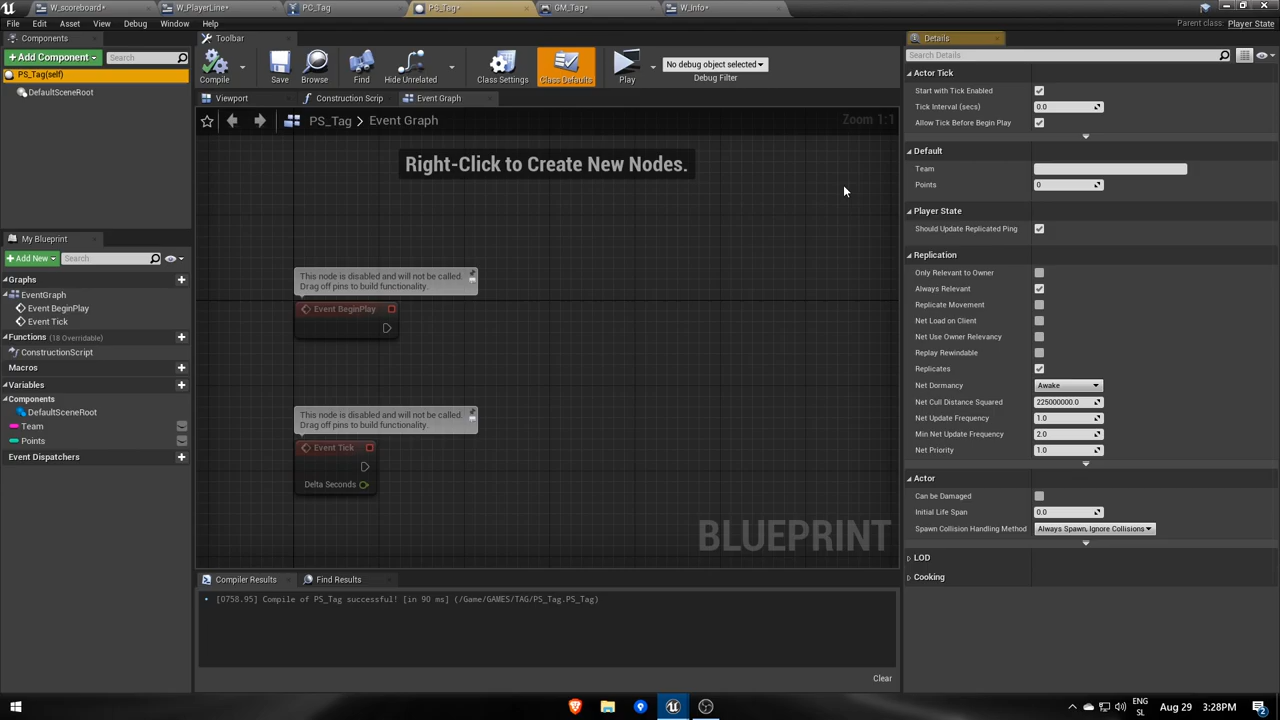 W_scoreboard*
W_PlayerLine*
PC_Tag
PS_Tag*
GM_Tag*
W_Info*
File Edit Asset View Debug Window Help
Parent class: Player State
Components
+ Add Component
Search
PS_Tag(self)
DefaultSceneRoot
Toolbar
Compile
Save
Browse
Find
Hide Unrelated
Class Settings
Class Defaults
Play
No debug object selected
Debug Filter
Viewport
Construction Scrip
Event Graph
PS_Tag > Event Graph
Zoom 1:1
Right-Click to Create New Nodes.
This node is disabled and will not be called.
Drag off pins to build functionality.
Event BeginPlay
This node is disabled and will not be called.
Drag off pins to build functionality.
Event Tick
Delta Seconds
BLUEPRINT
My Blueprint
+ Add New
Search
Graphs
EventGraph
Event BeginPlay
Event Tick
Functions (18 Overridable)
ConstructionScript
Macros
Variables
Components
DefaultSceneRoot
Team
Points
Event Dispatchers
Compiler Results
Find Results
[0758.95] Compile of PS_Tag successful! [in 90 ms] (/Game/GAMES/TAG/PS_Tag.PS_Tag)
Clear
Details
Search Details
Actor Tick
Start with Tick Enabled
Tick Interval (secs) 0.0
Allow Tick Before Begin Play
Default
Team
Points 0
Player State
Should Update Replicated Ping
Replication
Only Relevant to Owner
Always Relevant
Replicate Movement
Net Load on Client
Net Use Owner Relevancy
Replay Rewindable
Replicates
Net Dormancy Awake
Net Cull Distance Squared 225000000.0
Net Update Frequency 1.0
Min Net Update Frequency 2.0
Net Priority 1.0
Actor
Can be Damaged
Initial Life Span 0.0
Spawn Collision Handling Method Always Spawn, Ignore Collisions
LOD
Cooking
ENG
SL
Aug 29
3:28PM
2